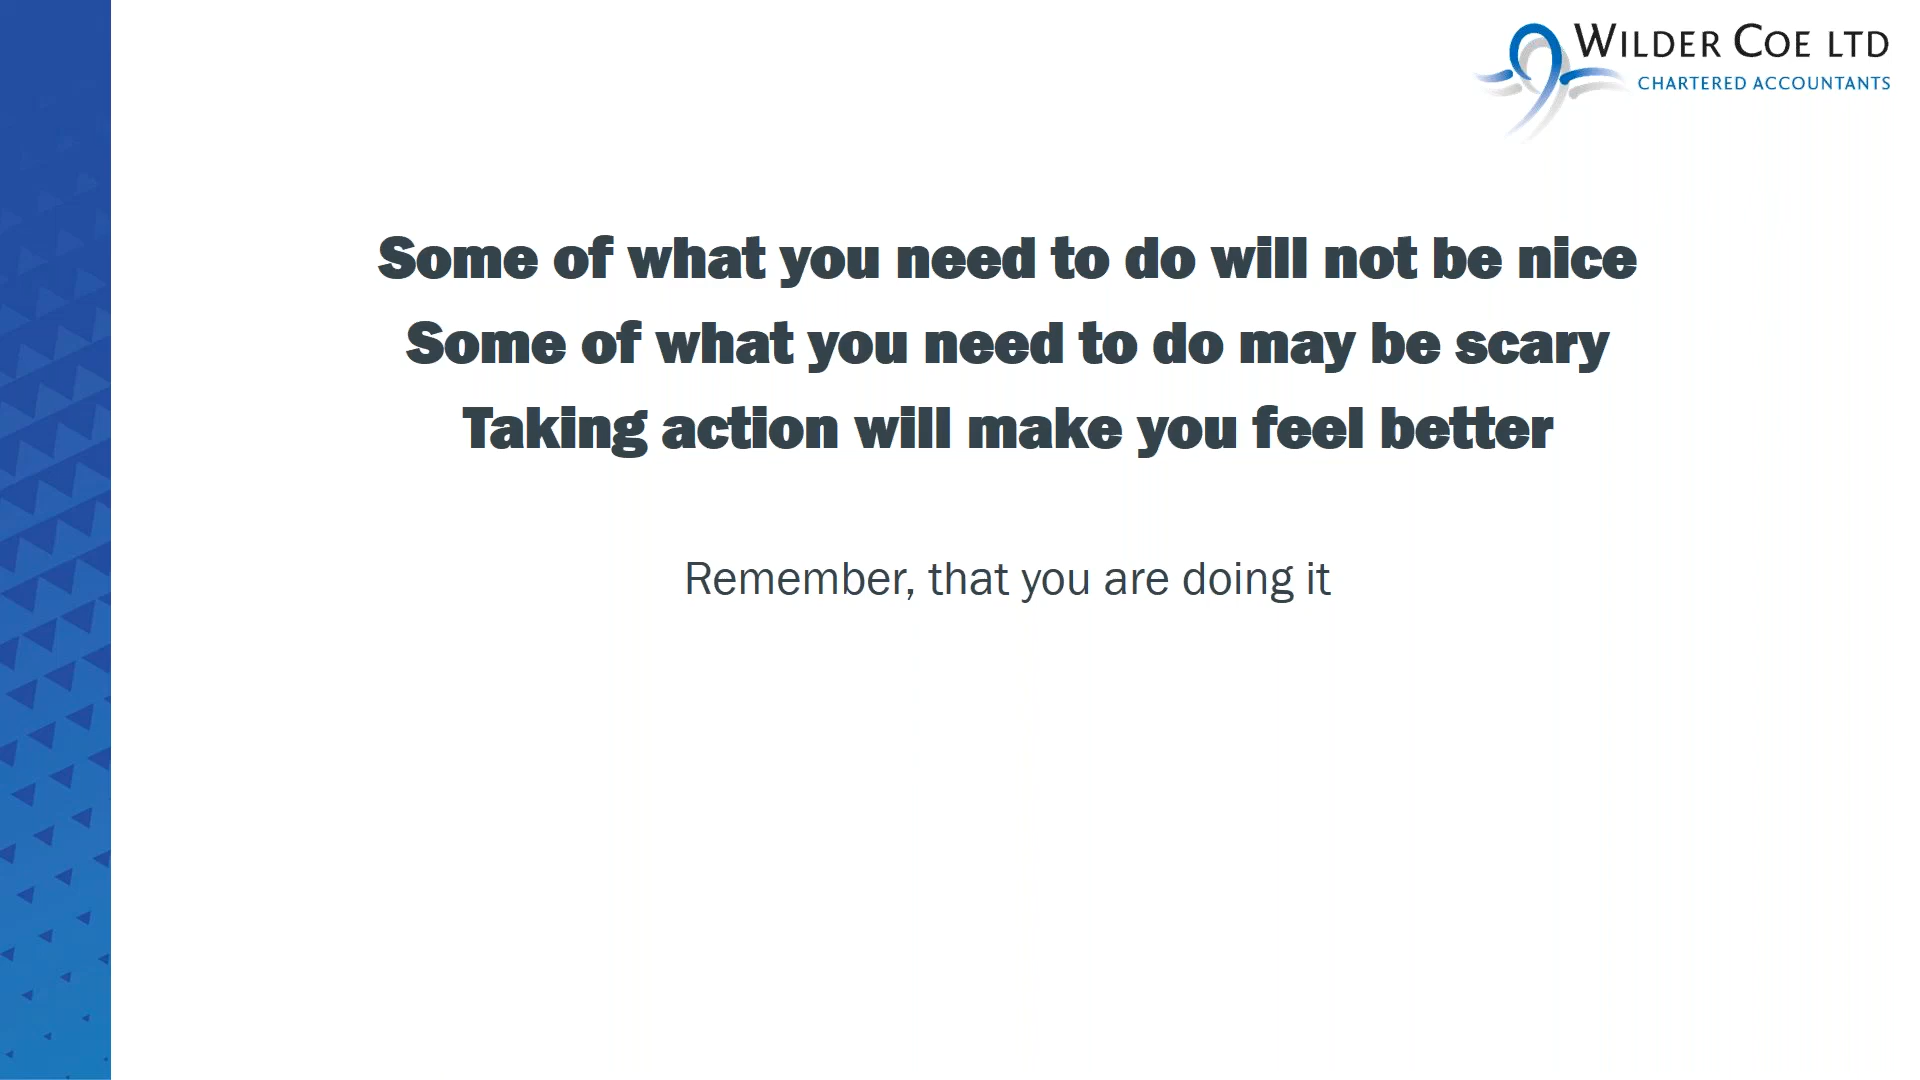 WILDER COE LTD
CHARTERED ACCOUNTANTS
Some of what you need to do will not be nice
Some of what you need to do may be scary
Taking action will make you feel better
Remember, that you are doing it